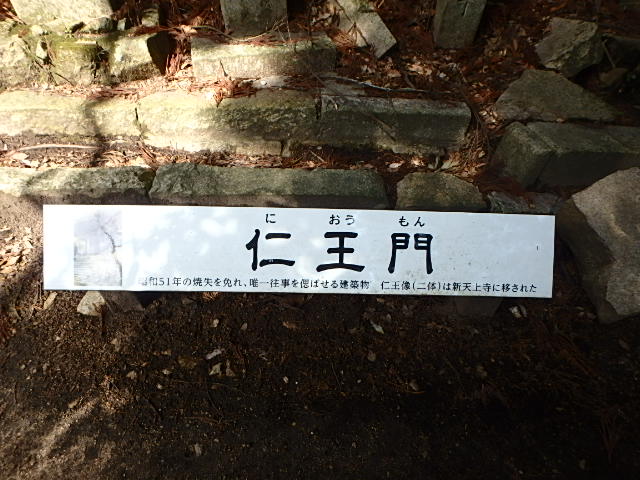 に おう もん
仁王門
昭和51年の焼失を免れ、唯一往事を偲ばせる建築物 仁王像(二体)は新天上寺に移された